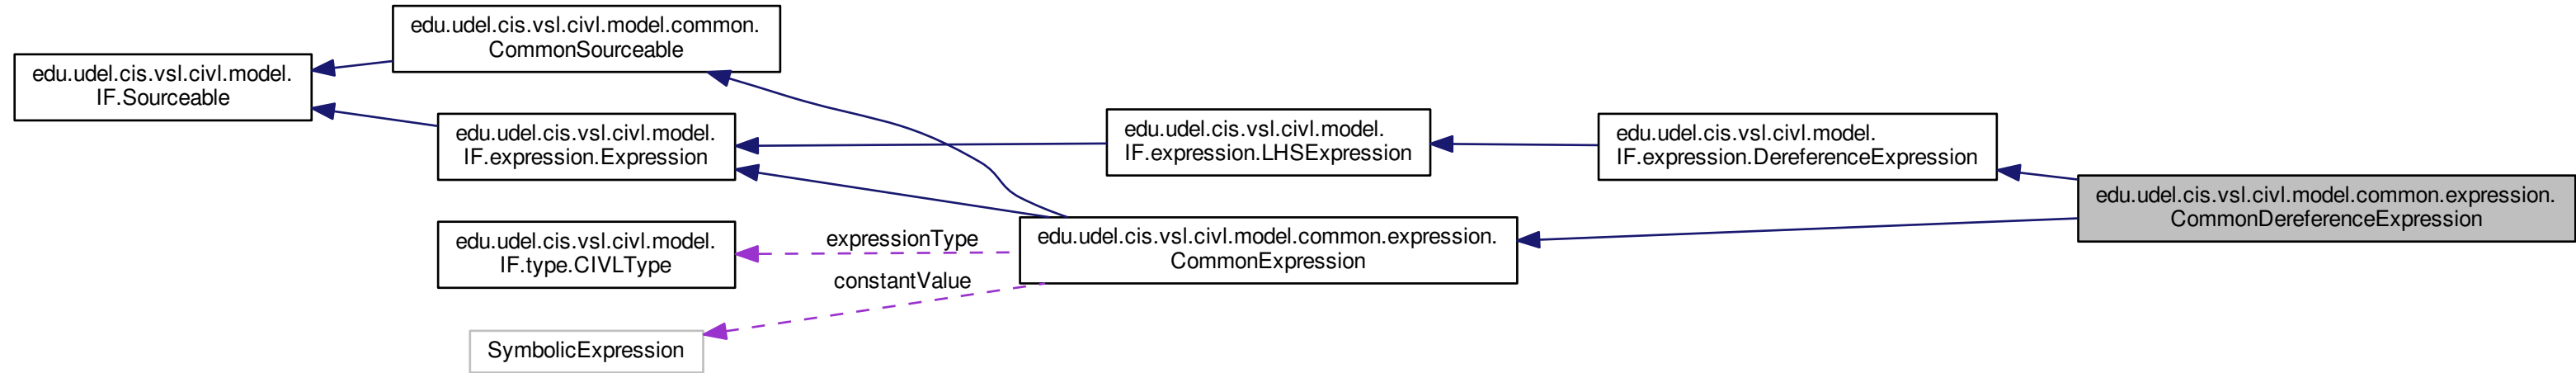 edu.udel.cis.vsl.civl.model.common.
CommonSourceable
edu.udel.cis.vsl.civl.model.
IF.Sourceable
edu.udel.cis.vsl.civl.model.
IF.expression.Expression
edu.udel.cis.vsl.civl.model.
IF.expression.LHSExpression
edu.udel.cis.vsl.civl.model.
IF.expression.DereferenceExpression
edu.udel.cis.vsl.civl.model.common.expression.
CommonDereferenceExpression
edu.udel.cis.vsl.civl.model.
IF.type.CIVLType
expressionType
edu.udel.cis.vsl.civl.model.common.expression.
CommonExpression
constantValue
SymbolicExpression